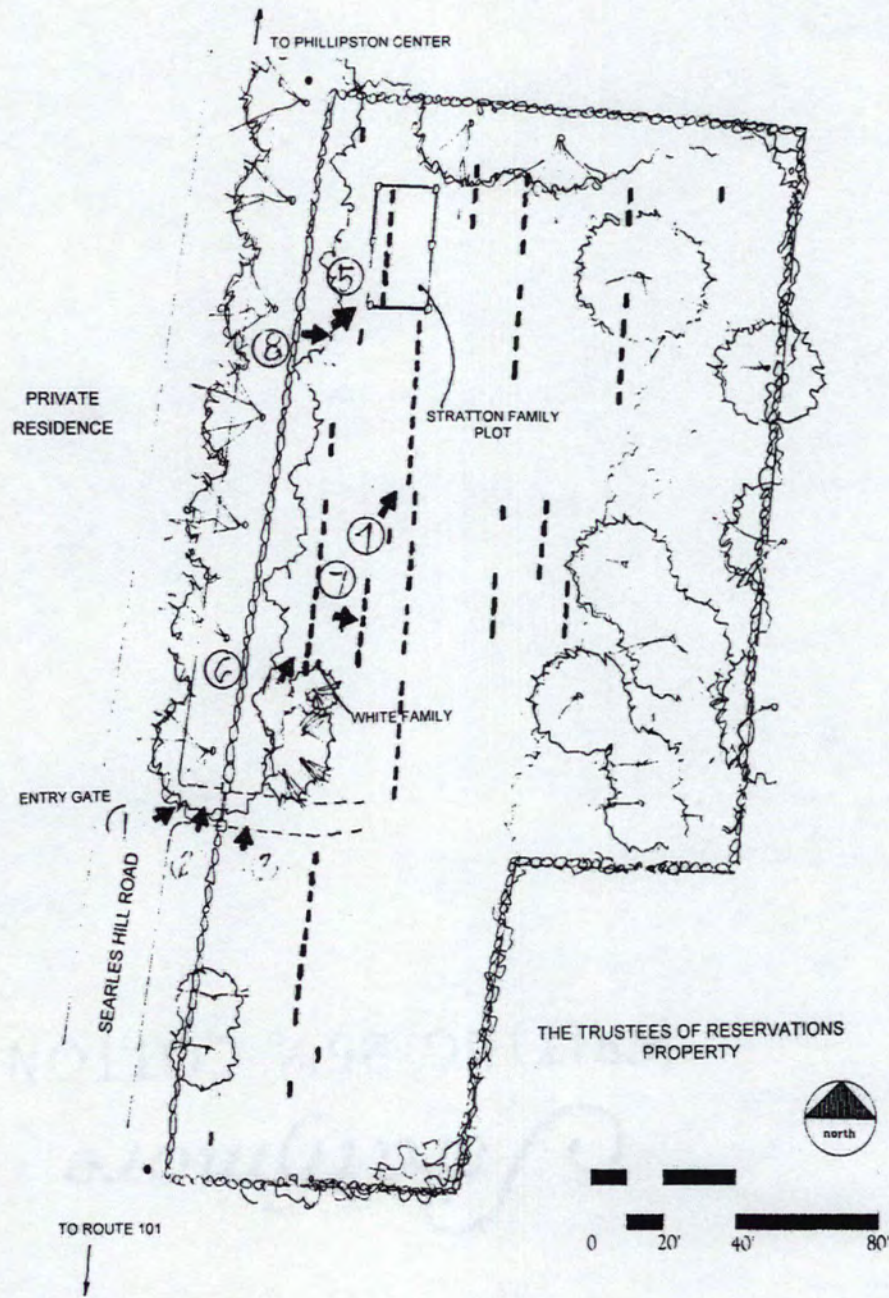 TO PHILLIPSTON CENTER
5
8
PRIVATE
RESIDENCE
STRATTON FAMILY
PLOT
1
7
6
WHITE FAMILY
ENTRY GATE
SEARLES HILL ROAD
THE TRUSTEES OF RESERVATIONS
PROPERTY
north
TO ROUTE 101
0 20' 40' 80'